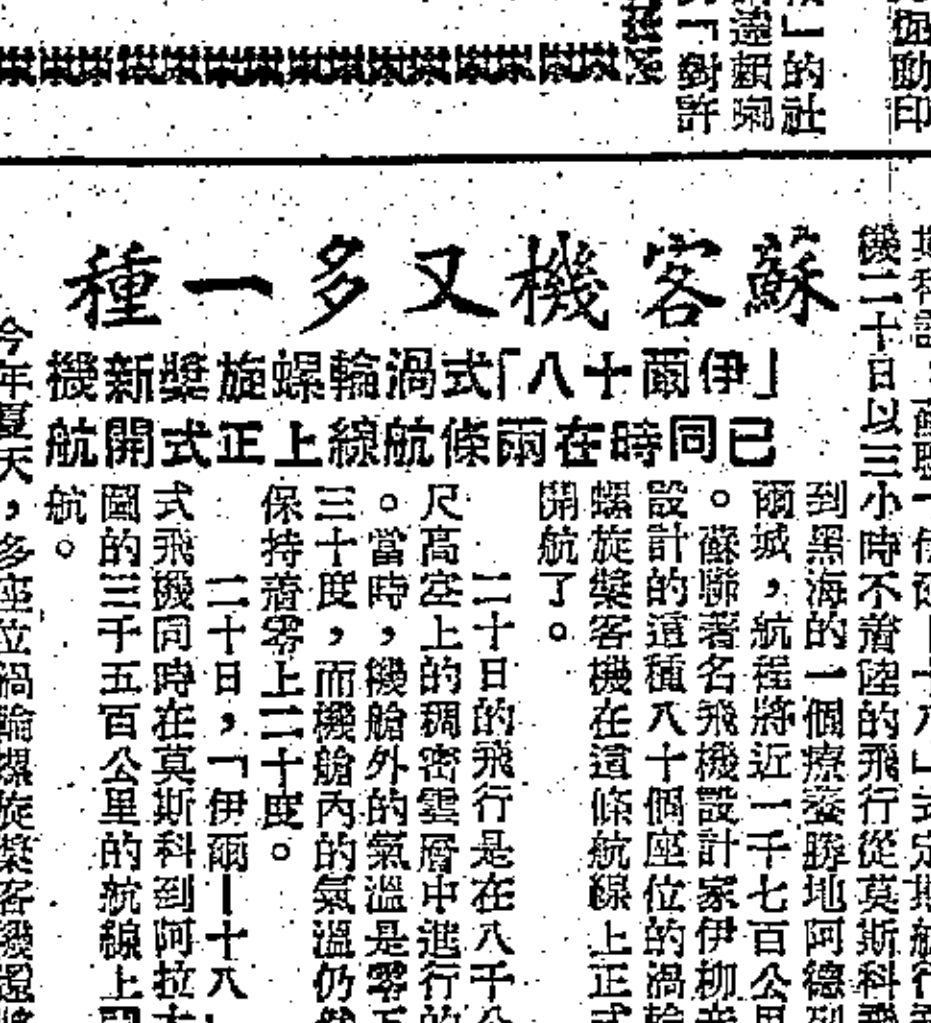 」的社
「對許
動印
蘇客機又多一種
「伊爾十八」式渦輪螺旋槳新機
已同時在兩條航線上正式開航
機二十日以三小時不着陸的飛行從莫斯科飛
到黑海的一個療養勝地阿德列
爾城,航程將近一千七百公里
。蘇聯著名飛機設計家伊柳
設計的這種八十個座位的渦輪
螺旋槳客機在這條航線上正式
開航了。
二十日的飛行是在八千公
尺高空上的稠密雲層中進行的
。當時,機艙外的氣溫是零下
三十度,而機艙內的氣溫仍然
保持着零上二十度。
二十日,「伊爾—十八」
式飛機同時在莫斯科到阿拉木
圖的三千五百公里的航線上開
航。
今年夏天,多座位渦輪螺旋槳客機還將